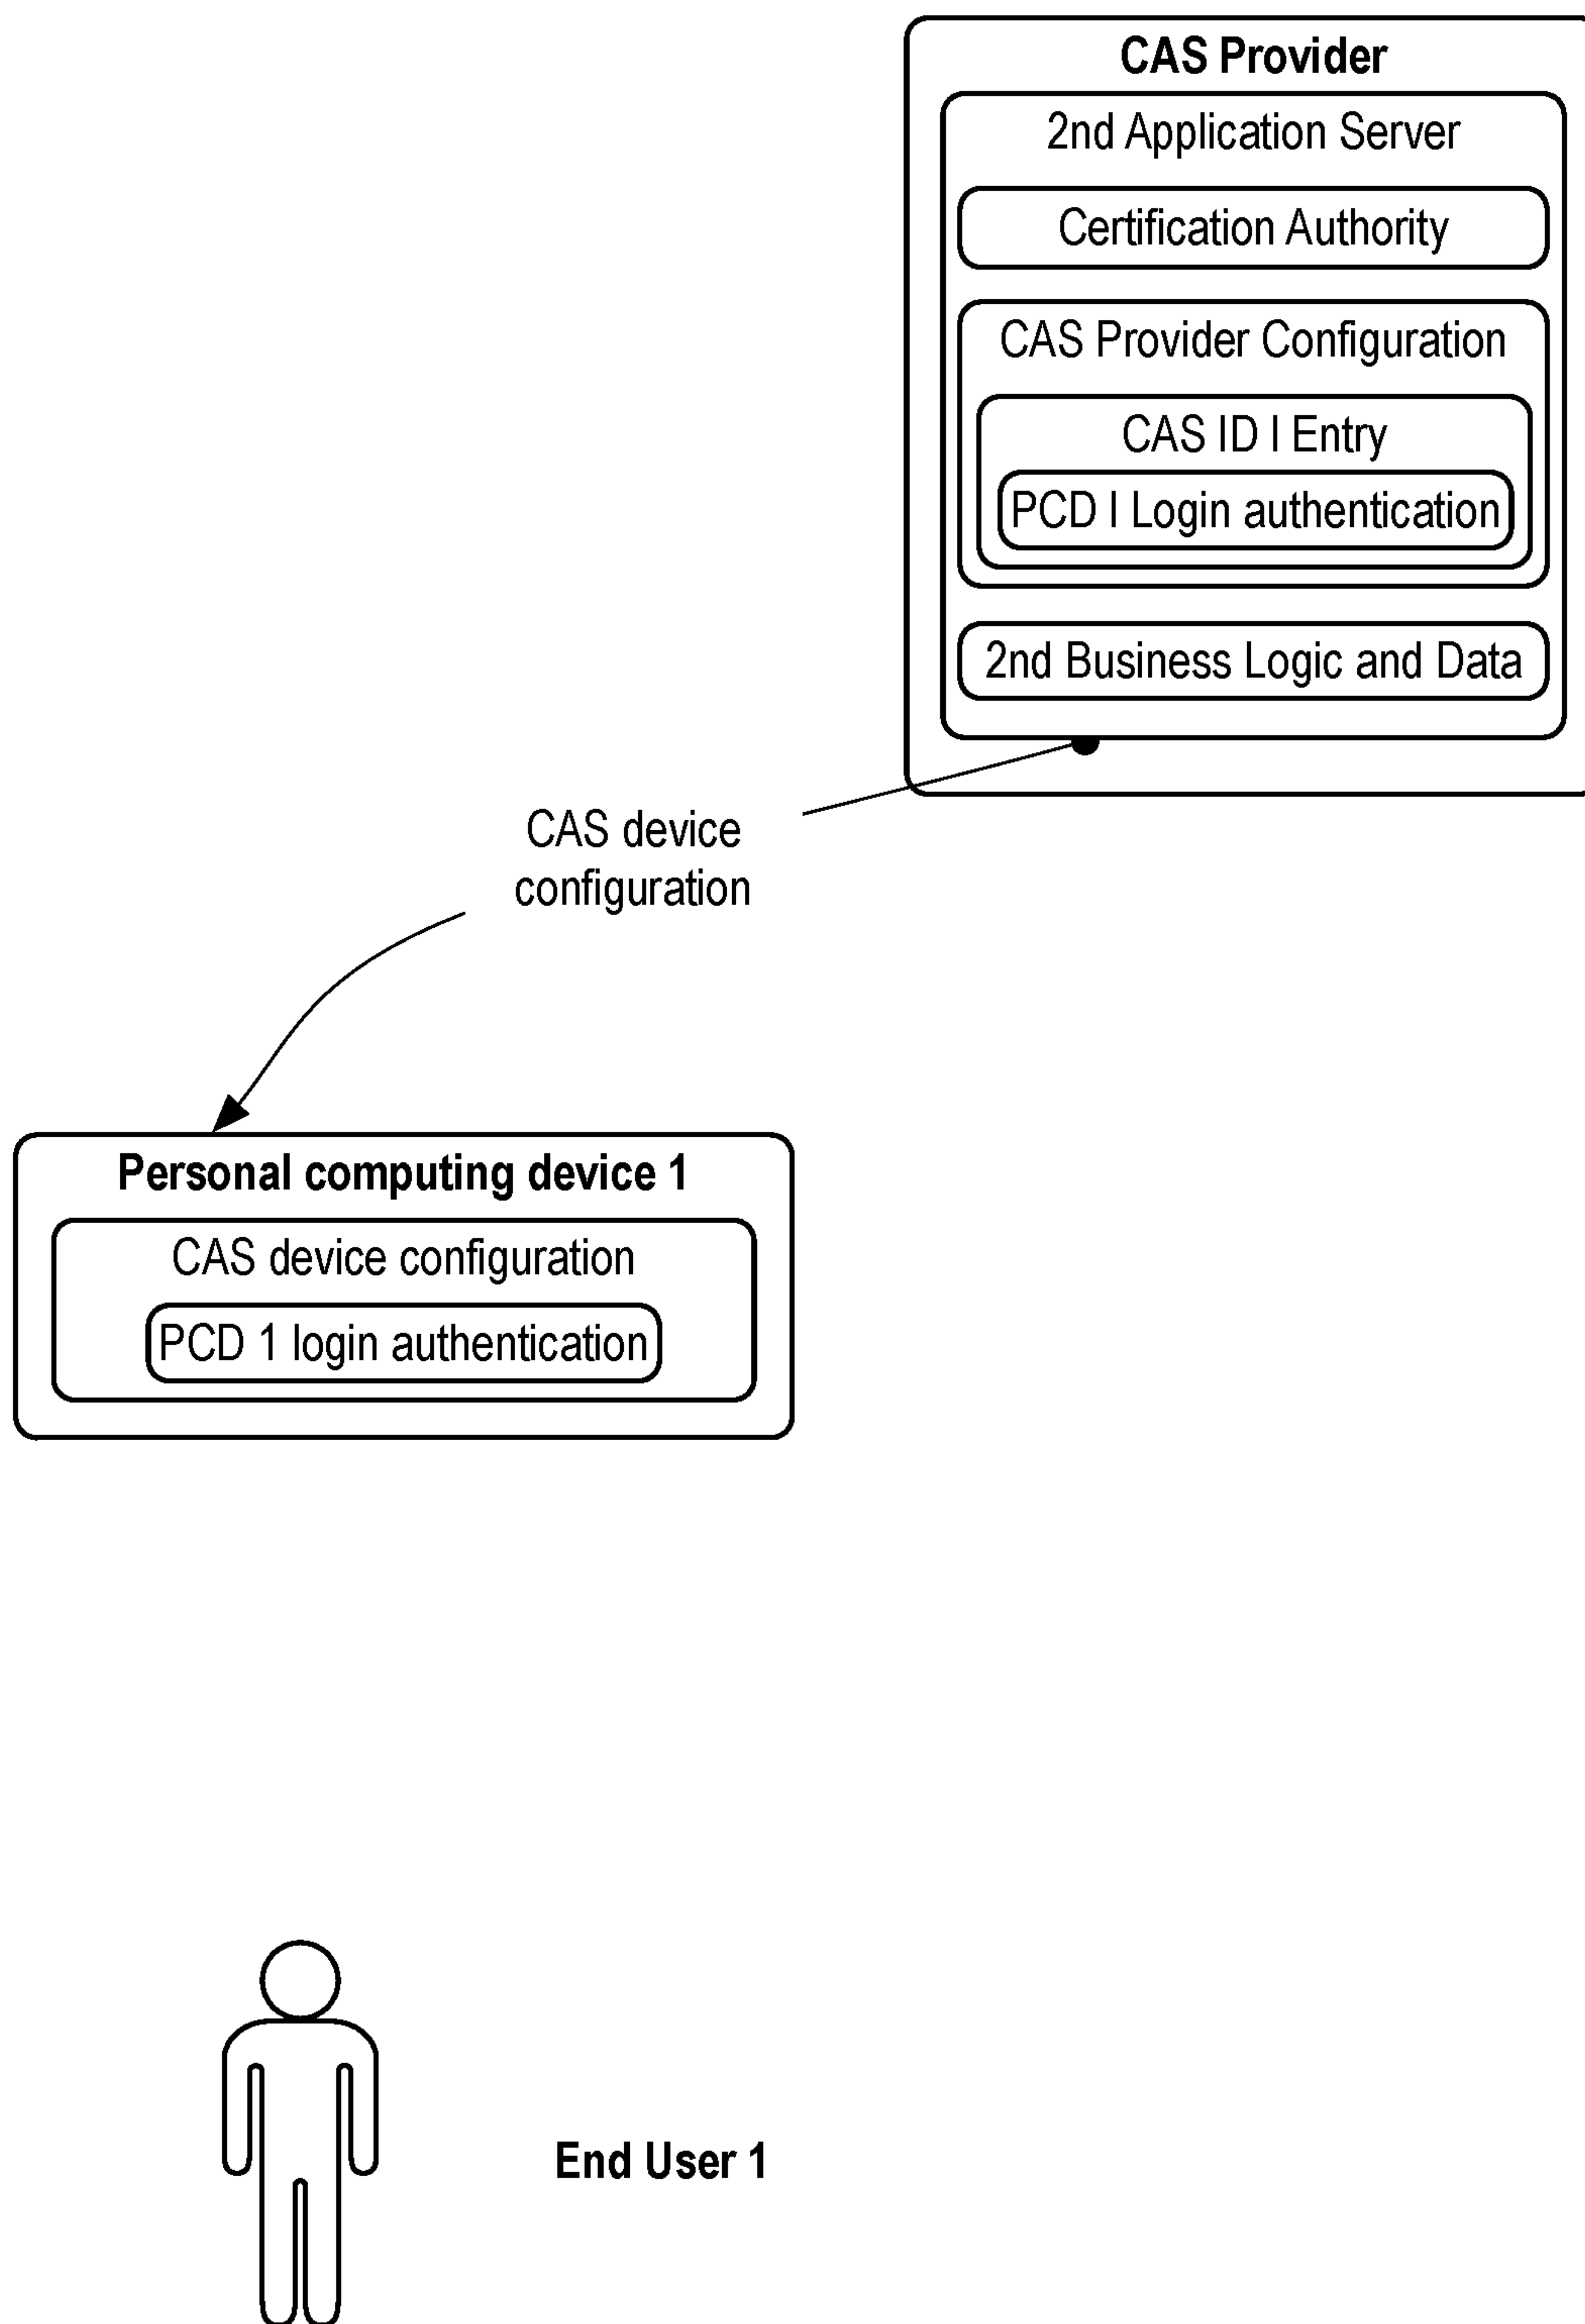 CAS Provider
2nd Application Server
Certification Authority
CAS Provider Configuration
CAS ID I Entry
PCD I Login authentication
2nd Business Logic and Data
CAS device
configuration
Personal computing device 1
CAS device configuration
PCD 1 login authentication
End User 1